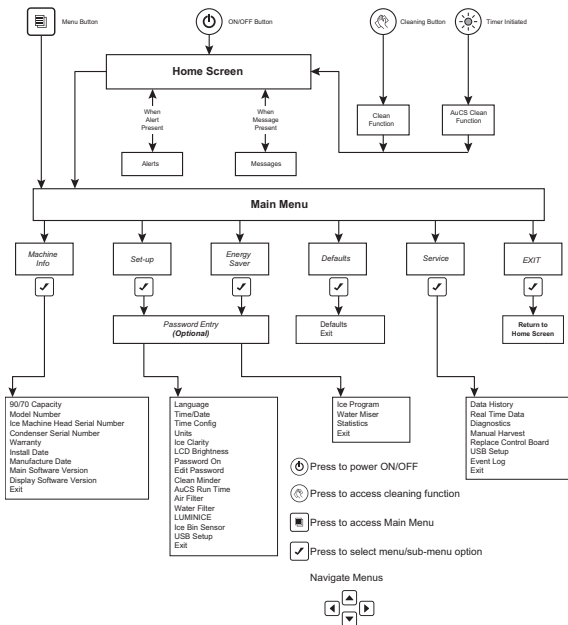 Menu Button
ON/OFF Button
Cleaning Button
Timer Initiated
Home Screen
When
Alert
Present
When
Message
Present
Clean
Function
AuCS Clean
Function
Alerts
Messages
Main Menu
Machine
Info
Set-up
Energy
Saver
Defaults
Service
EXIT
Password Entry
(Optional)
Defaults
Exit
Return to
Home Screen
90/70 Capacity
Model Number
Ice Machine Head Serial Number
Condenser Serial Number
Warranty
Install Date
Manufacture Date
Main Software Version
Display Software Version
Exit
Language
Time/Date
Time Config
Units
Ice Clarity
LCD Brightness
Password On
Edit Password
Clean Minder
AuCS Run Time
Air Filter
Water Filter
LUMINICE
Ice Bin Sensor
USB Setup
Exit
Ice Program
Water Miser
Statistics
Exit
Data History
Real Time Data
Diagnostics
Manual Harvest
Replace Control Board
USB Setup
Event Log
Exit
Press to power ON/OFF
Press to access cleaning function
Press to access Main Menu
Press to select menu/sub-menu option
Navigate Menus